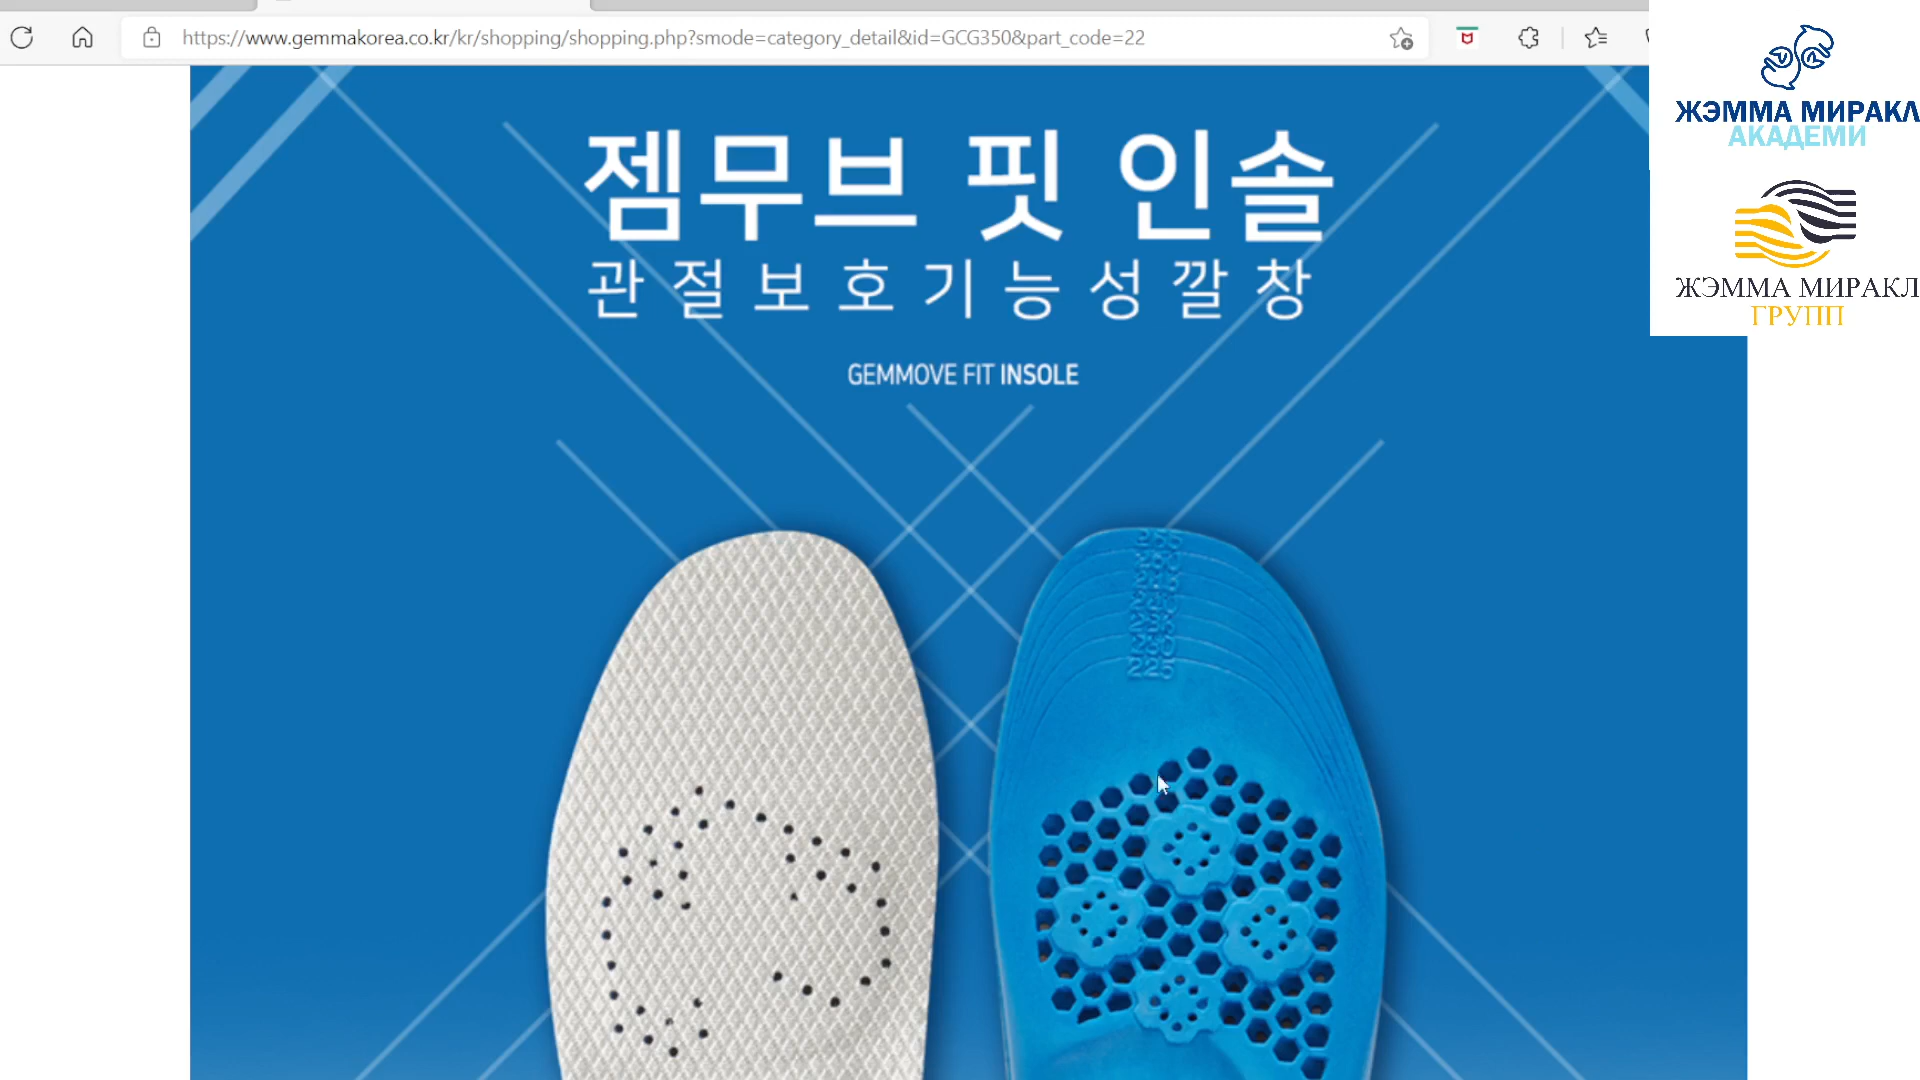 https://www.gemmakorea.co.kr/kr/shopping/shopping.php?smode=category_detail&id=GCG350&part_code=22
ЖЭММА МИРАКЛ
АКАДЕМИ
ЖЭММА МИРАКЛ
ГРУПП
젬무브 핏 인솔
관절보호기능성깔창
GEMMOVE FIT INSOLE
225